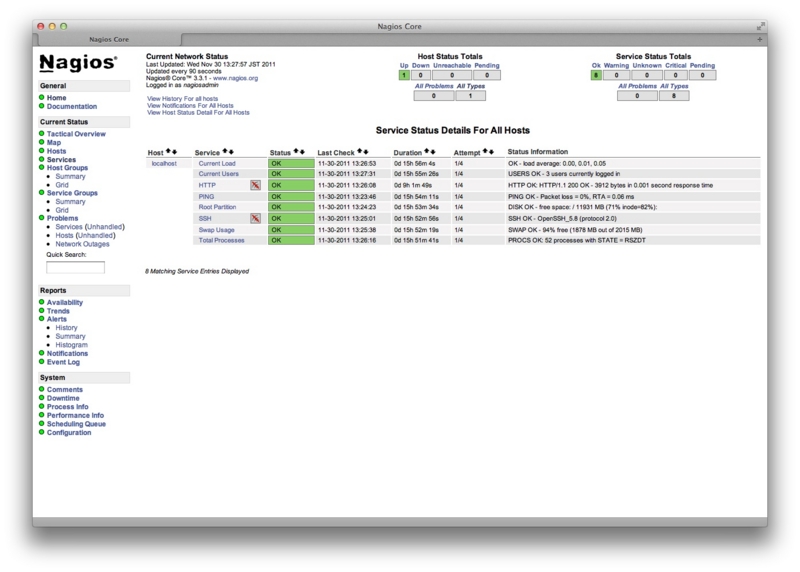 Nagios Core
Nagios Core
Nagios®
General
Home
Documentation
Current Status
Tactical Overview
Map
Hosts
Services
Host Groups
Summary
Grid
Service Groups
Summary
Grid
Problems
Services (Unhandled)
Hosts (Unhandled)
Network Outages
Quick Search:
Reports
Availability
Trends
Alerts
History
Summary
Histogram
Notifications
Event Log
System
Comments
Downtime
Process Info
Performance Info
Scheduling Queue
Configuration
Current Network Status
Last Updated: Wed Nov 30 13:27:57 JST 2011
Updated every 90 seconds
Nagios® Core™ 3.3.1 - www.nagios.org
Logged in as nagiosadmin
View History For all hosts
View Notifications For All Hosts
View Host Status Detail For All Hosts
Host Status Totals
Up Down Unreachable Pending
1 0 0 0
All Problems All Types
0 1
Service Status Totals
Ok Warning Unknown Critical Pending
8 0 0 0 0
All Problems All Types
0 8
Service Status Details For All Hosts
Host Service Status Last Check Duration Attempt Status Information
localhost Current Load OK 11-30-2011 13:26:53 0d 15h 56m 4s 1/4 OK - load average: 0.00, 0.01, 0.05
Current Users OK 11-30-2011 13:27:31 0d 15h 55m 26s 1/4 USERS OK - 3 users currently logged in
HTTP OK 11-30-2011 13:26:08 0d 9h 1m 49s 1/4 HTTP OK: HTTP/1.1 200 OK - 3912 bytes in 0.001 second response time
PING OK 11-30-2011 13:23:46 0d 15h 54m 11s 1/4 PING OK - Packet loss = 0%, RTA = 0.06 ms
Root Partition OK 11-30-2011 13:24:23 0d 15h 53m 34s 1/4 DISK OK - free space: / 11931 MB (71% inode=82%):
SSH OK 11-30-2011 13:25:01 0d 15h 52m 56s 1/4 SSH OK - OpenSSH_5.8 (protocol 2.0)
Swap Usage OK 11-30-2011 13:25:38 0d 15h 52m 19s 1/4 SWAP OK - 94% free (1878 MB out of 2015 MB)
Total Processes OK 11-30-2011 13:26:16 0d 15h 51m 41s 1/4 PROCS OK: 52 processes with STATE = RSZDT
8 Matching Service Entries Displayed